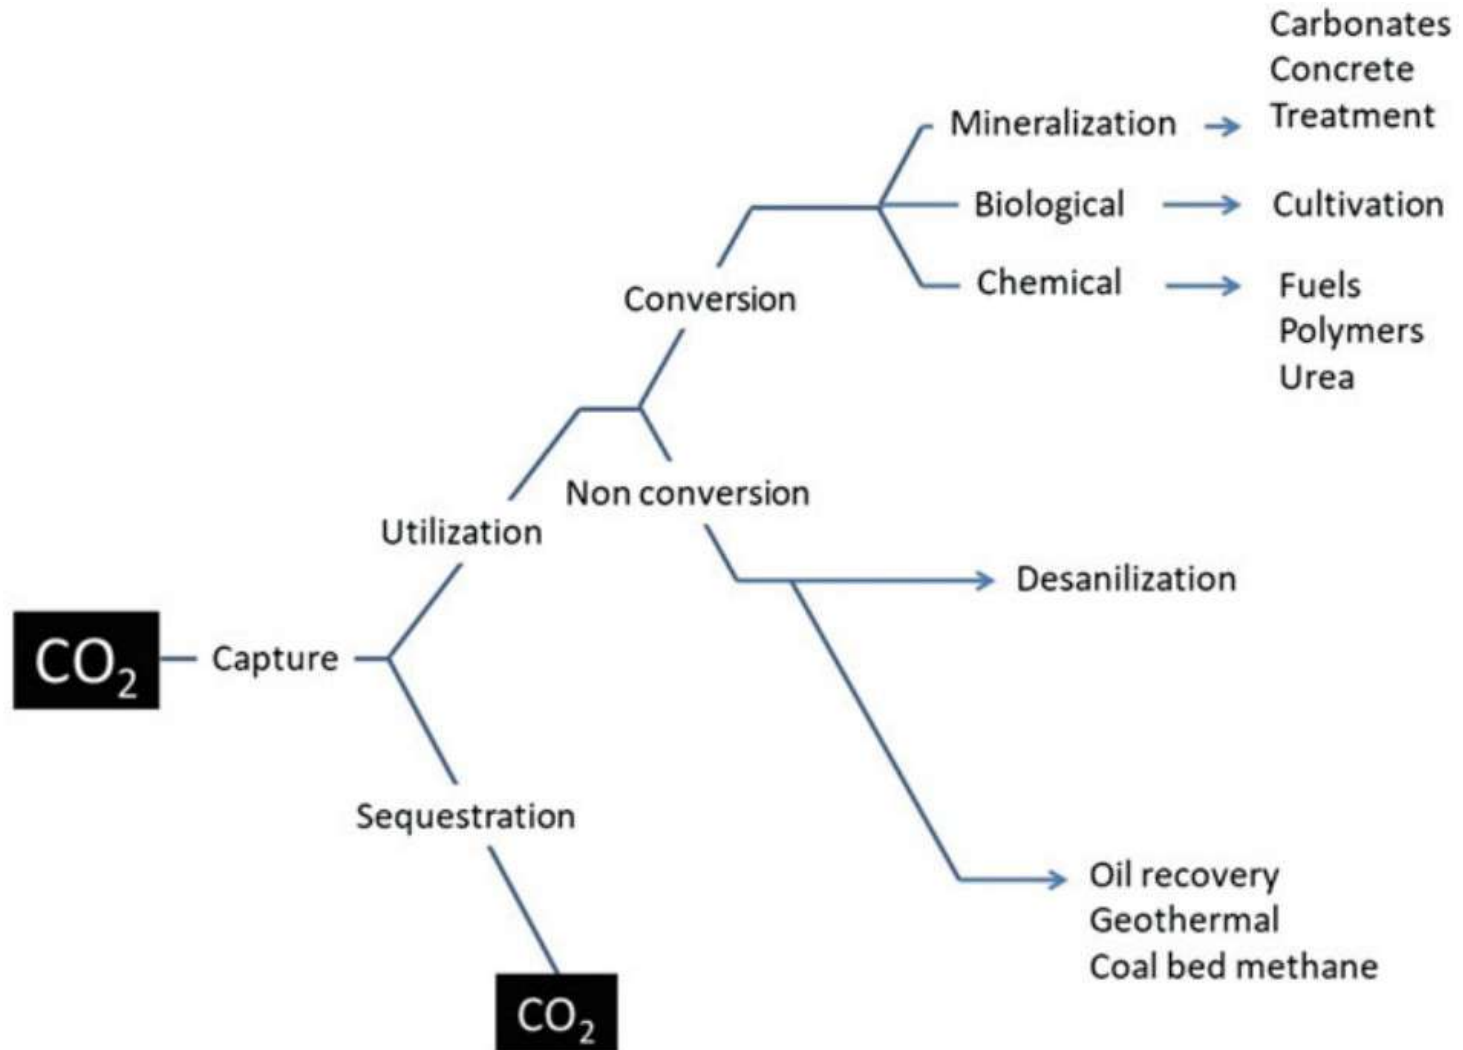 Carbonates
Concrete
Treatment
Mineralization
Biological
Cultivation
Chemical
Fuels
Polymers
Urea
Conversion
Non conversion
Utilization
Desanilization
CO₂
Capture
Sequestration
Oil recovery
Geothermal
Coal bed methane
CO₂